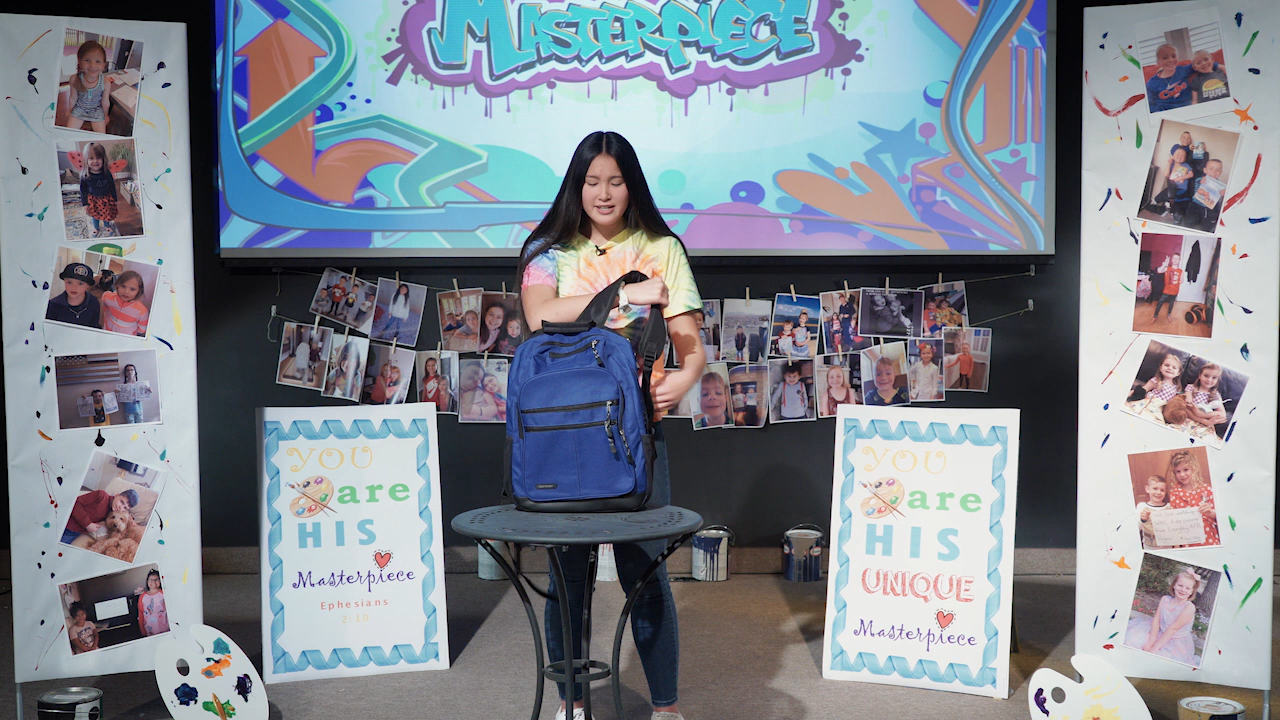 MASTERPIECE
YOU
are
HIS
Masterpiece
Ephesians
2:10
YOU
are
HIS
UNIQUE
Masterpiece